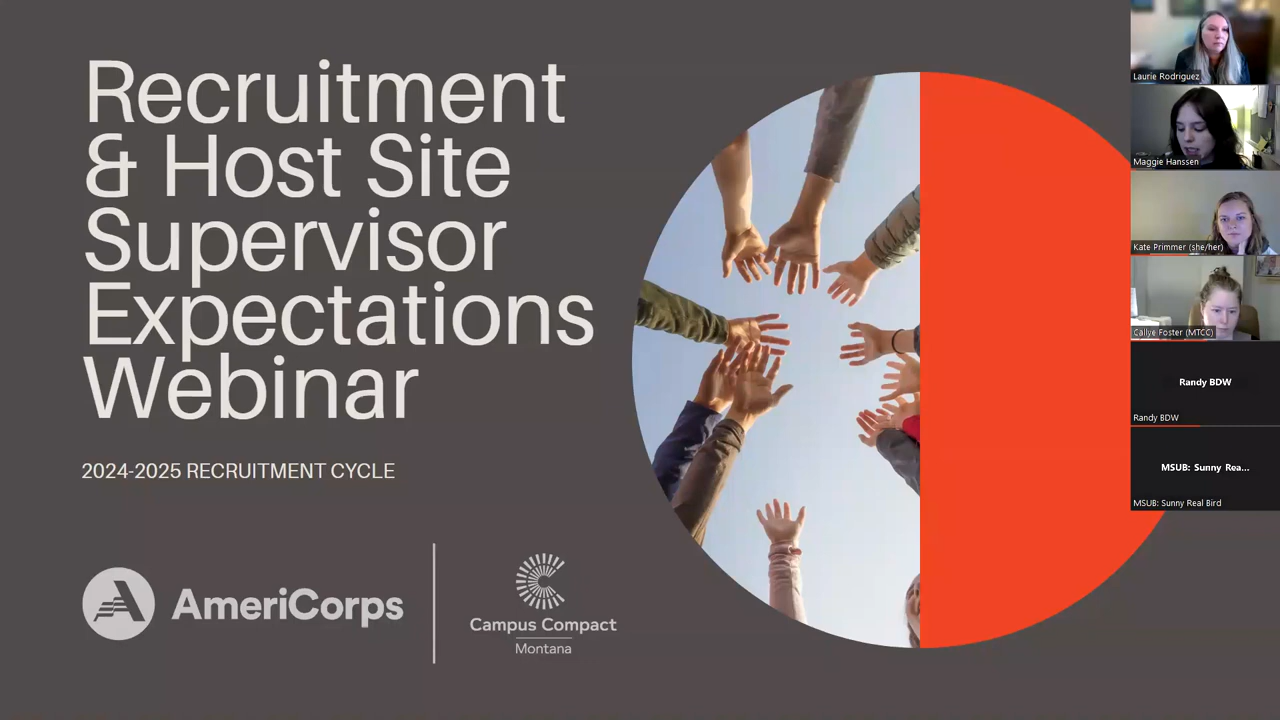 Recruitment
& Host Site
Supervisor
Expectations
Webinar
2024-2025 RECRUITMENT CYCLE
AmeriCorps
Campus Compact
Montana
Laurie Rodriguez
Maggie Hanssen
Kate Primmer (she/her)
Callye Foster (MTCC)
Randy BDW
Randy BDW
MSUB: Sunny Rea...
MSUB: Sunny Real Bird